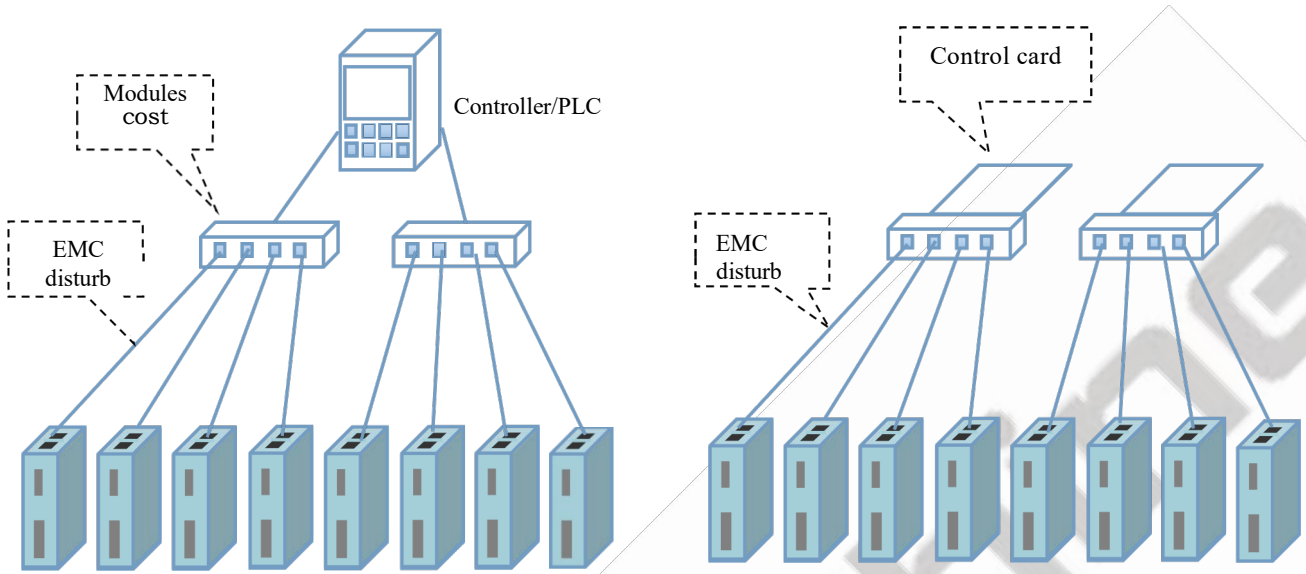 Modules
cost
Controller/PLC
EMC
disturb
Control card
EMC
disturb